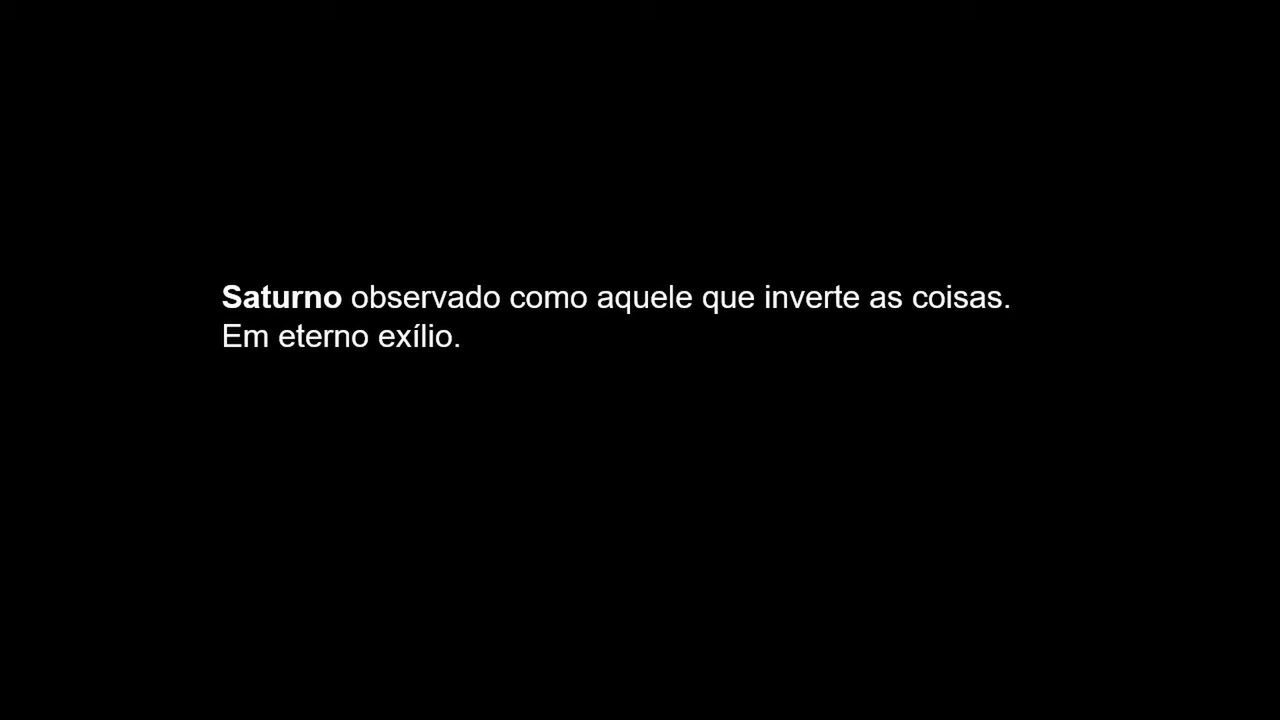 Saturno observado como aquele que inverte as coisas.
Em eterno exílio.